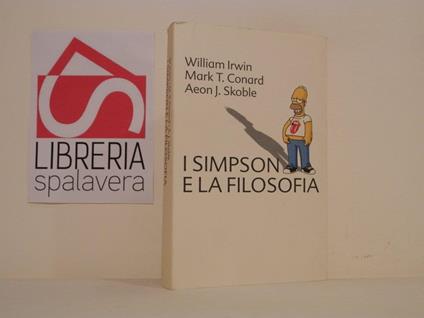 LIBRERIA
spalavera
William Irwin
Mark T. Conard
Aeon J. Skoble
I SIMPSON
E LA FILOSOFIA